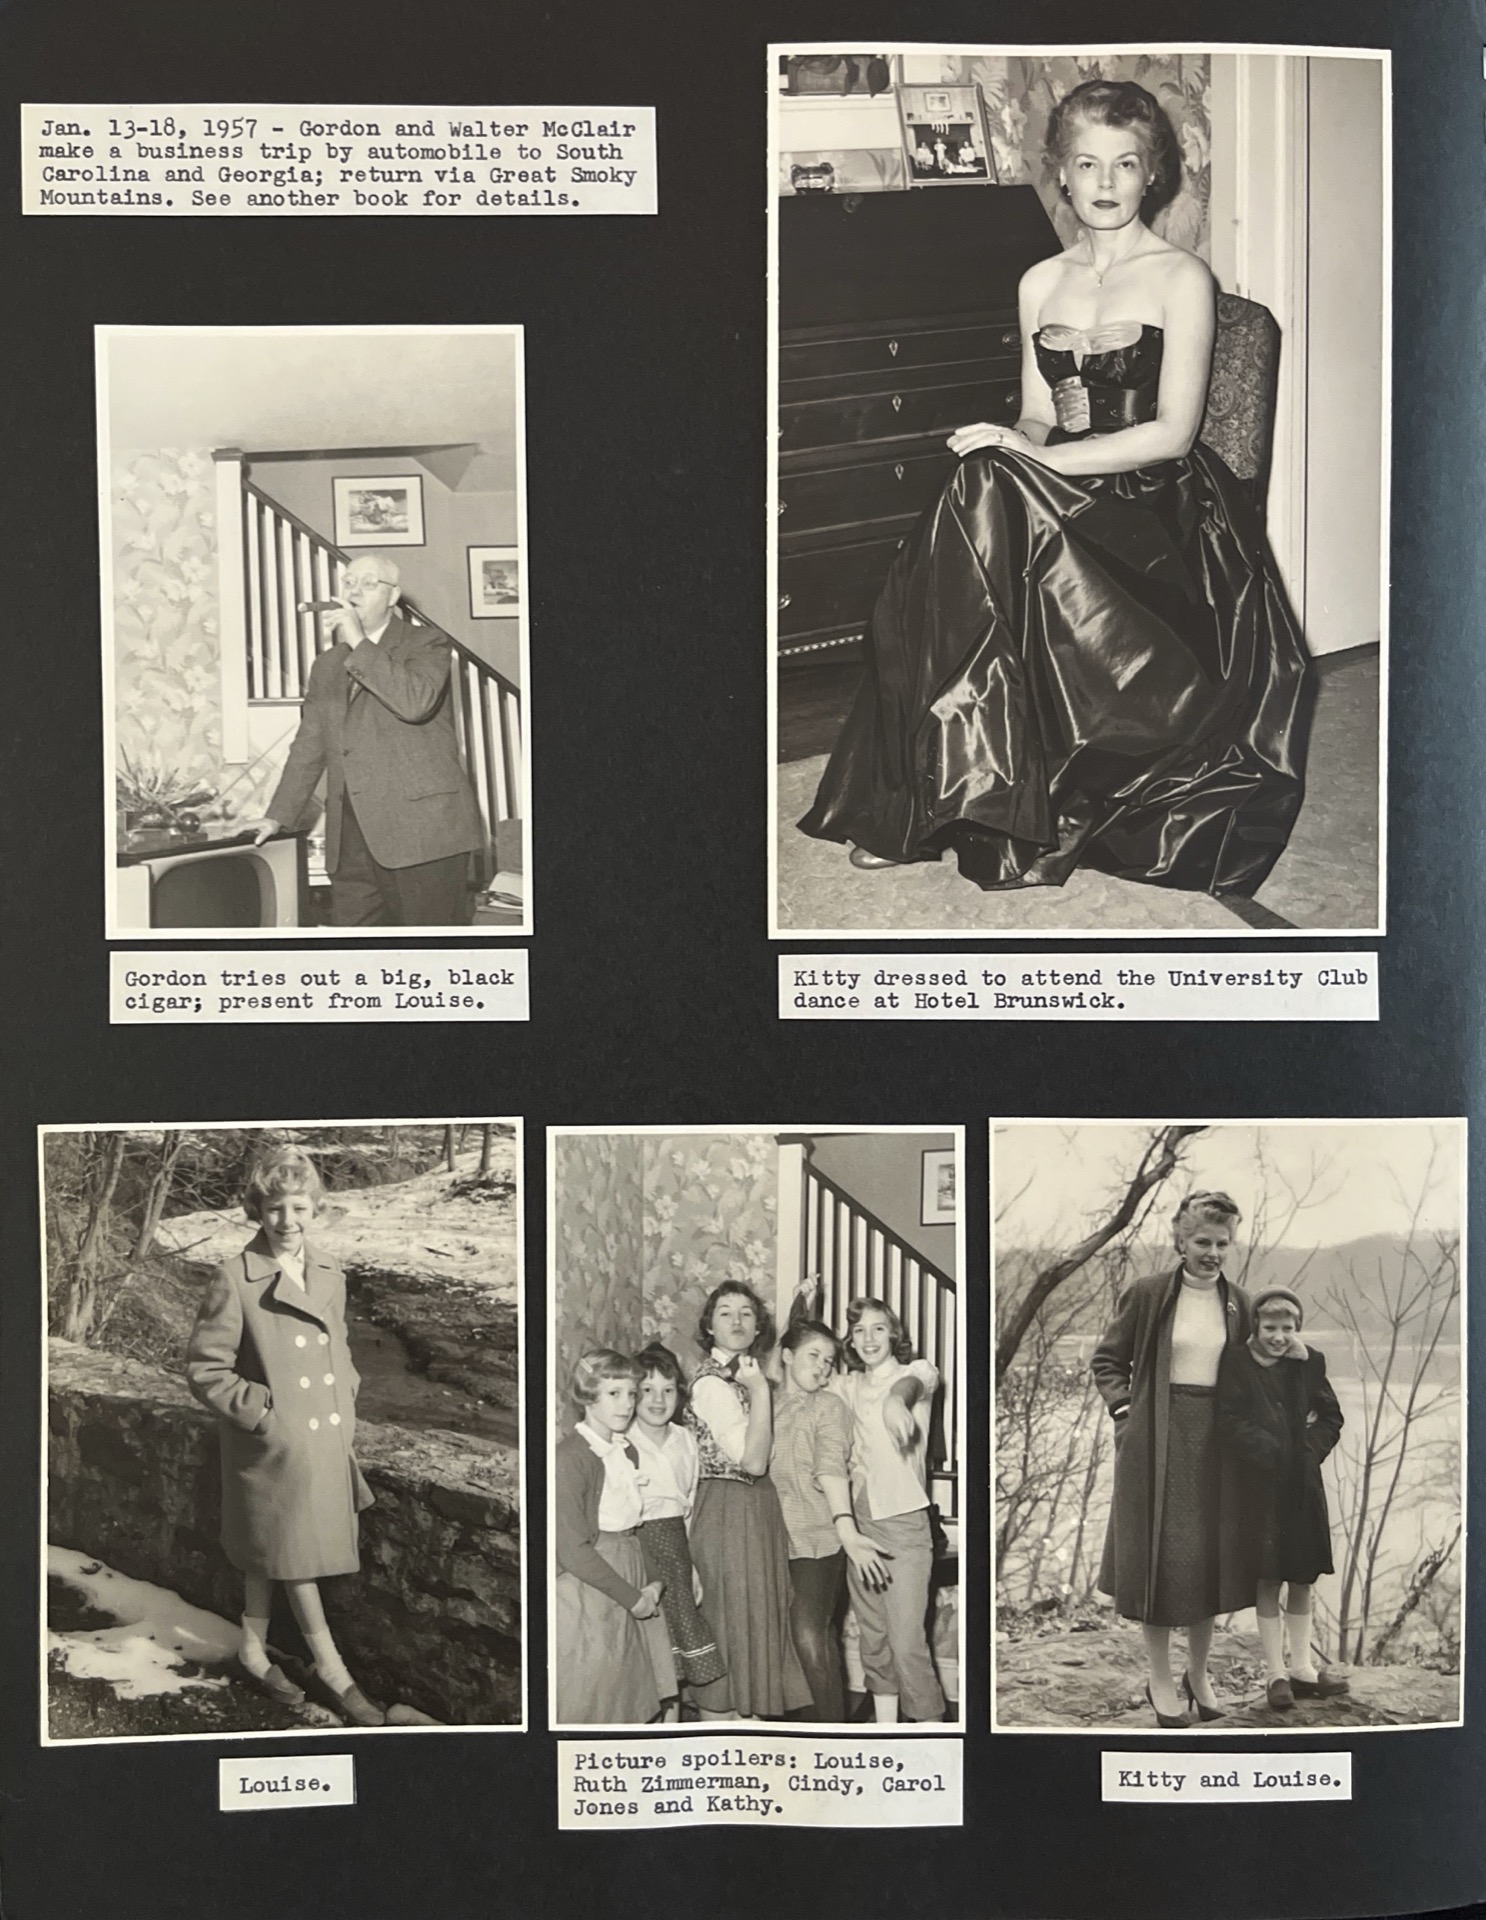 Jan. 13-18, 1957 - Gordon and Walter McClair
make a business trip by automobile to South
Carolina and Georgia; return via Great Smoky
Mountains. See another book for details.
Gordon tries out a big, black
cigar; present from Louise.
Kitty dressed to attend the University Club
dance at Hotel Brunswick.
Louise.
Picture spoilers: Louise,
Ruth Zimmerman, Cindy, Carol
Jones and Kathy.
Kitty and Louise.